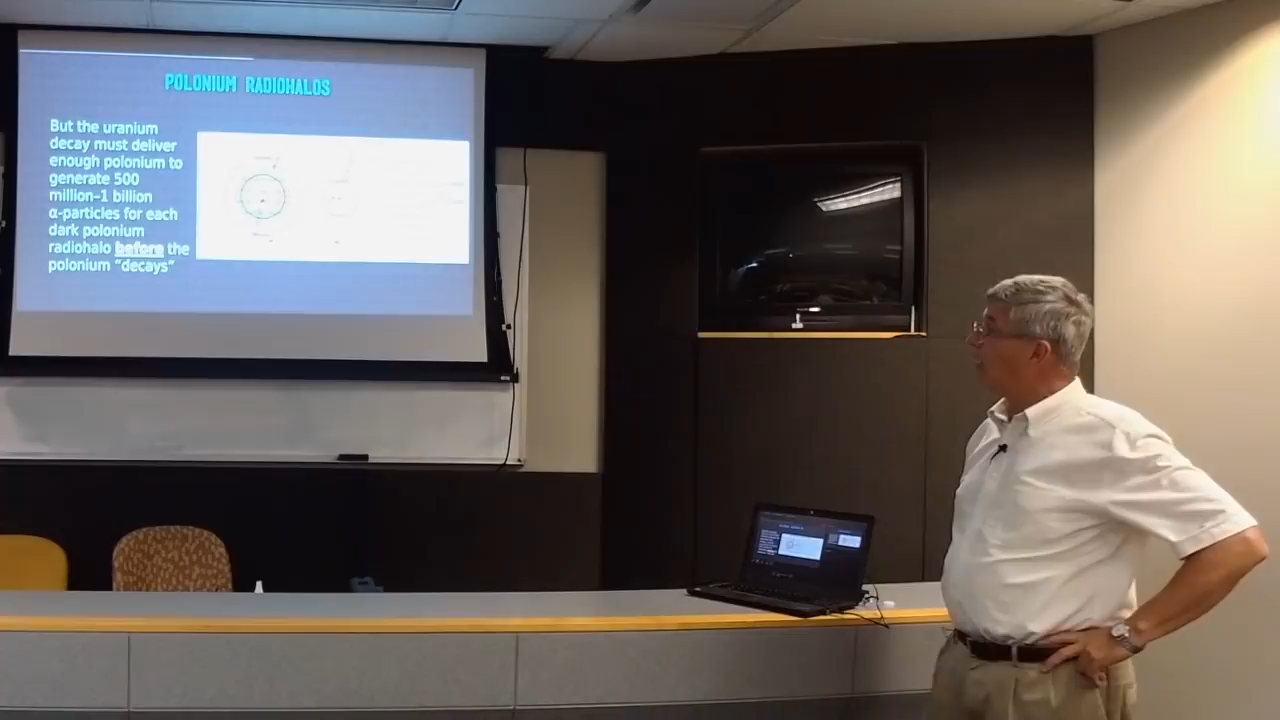 POLONIUM RADIOHALOS
But the uranium
decay must deliver
enough polonium to
generate 500
million–1 billion
α-particles for each
dark polonium
radiohalo before the
polonium “decays”